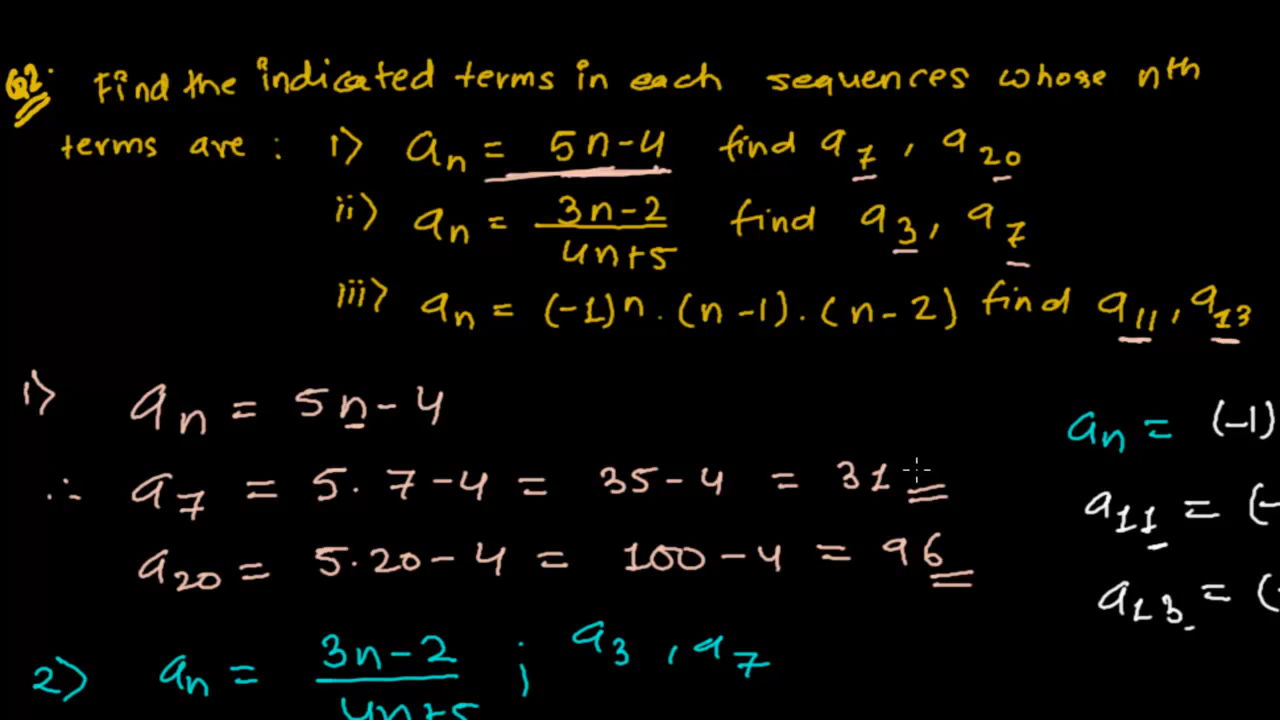 Q2. Find the indicated terms in each sequences whose nth
terms are : i) aₙ = 5n-4 find a₇, a₂₀
ii) aₙ = (3n-2)/(4n+5) find a₃, a₇
iii) aₙ = (-1)ⁿ.(n-1).(n-2) find a₁₁, a₁₃
i) aₙ = 5n-4
∴ a₇ = 5.7-4 = 35-4 = 31
a₂₀ = 5.20-4 = 100-4 = 96
2) aₙ = (3n-2)/(4n+5) ; a₃, a₇
aₙ = (-1)
a₁₁ = (-
a₁₃ = (-